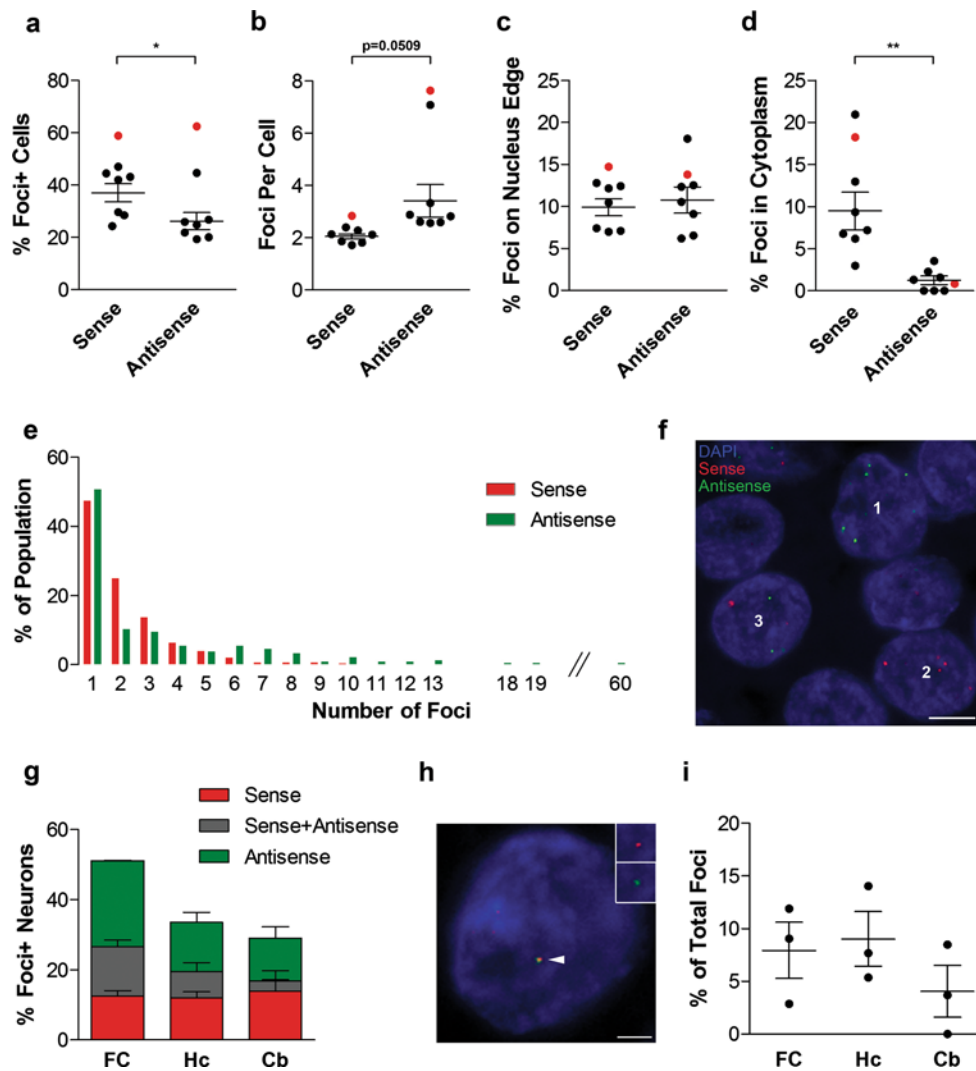 a
*
% Foci+ Cells
80
60
40
20
0
Sense
Antisense
b
p=0.0509
Foci Per Cell
8
6
4
2
0
Sense
Antisense
c
% Foci on Nucleus Edge
25
20
15
10
5
0
Sense
Antisense
d
**
% Foci in Cytoplasm
25
20
15
10
5
0
Sense
Antisense
e
% of Population
60
40
20
0
Sense
Antisense
1 2 3 4 5 6 7 8 9 10 11 12 13 18 19 // 60
Number of Foci
f
DAPI
Sense
Antisense
1
3
2
g
Sense
Sense+Antisense
Antisense
% Foci+ Neurons
60
40
20
0
FC Hc Cb
h
i
% of Total Foci
20
15
10
5
0
FC Hc Cb